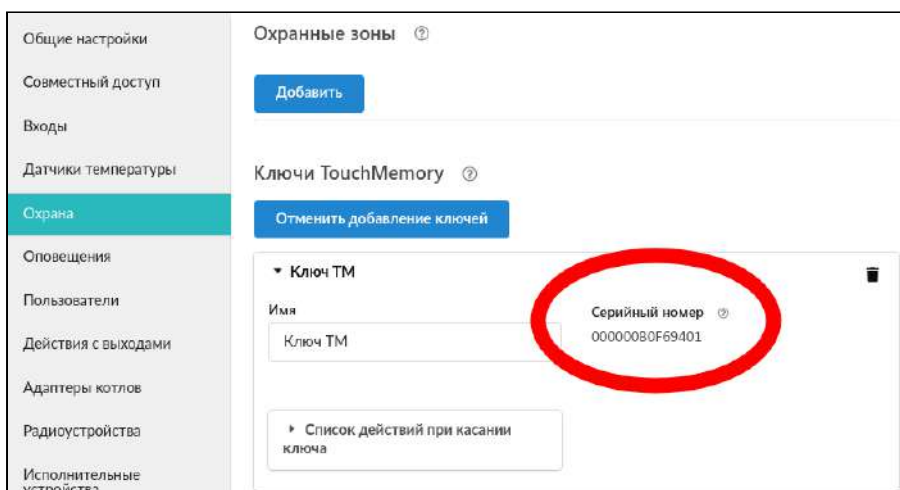 Общие настройки
Совместный доступ
Входы
Датчики температуры
Охрана
Оповещения
Пользователи
Действия с выходами
Адаптеры котлов
Радиоустройства
Исполнительные
устройства
Охранные зоны
Добавить
Ключи TouchMemory
Отменить добавление ключей
Ключ ТМ
Имя
Ключ ТМ
Серийный номер
00000080F69401
Список действий при касании
ключа